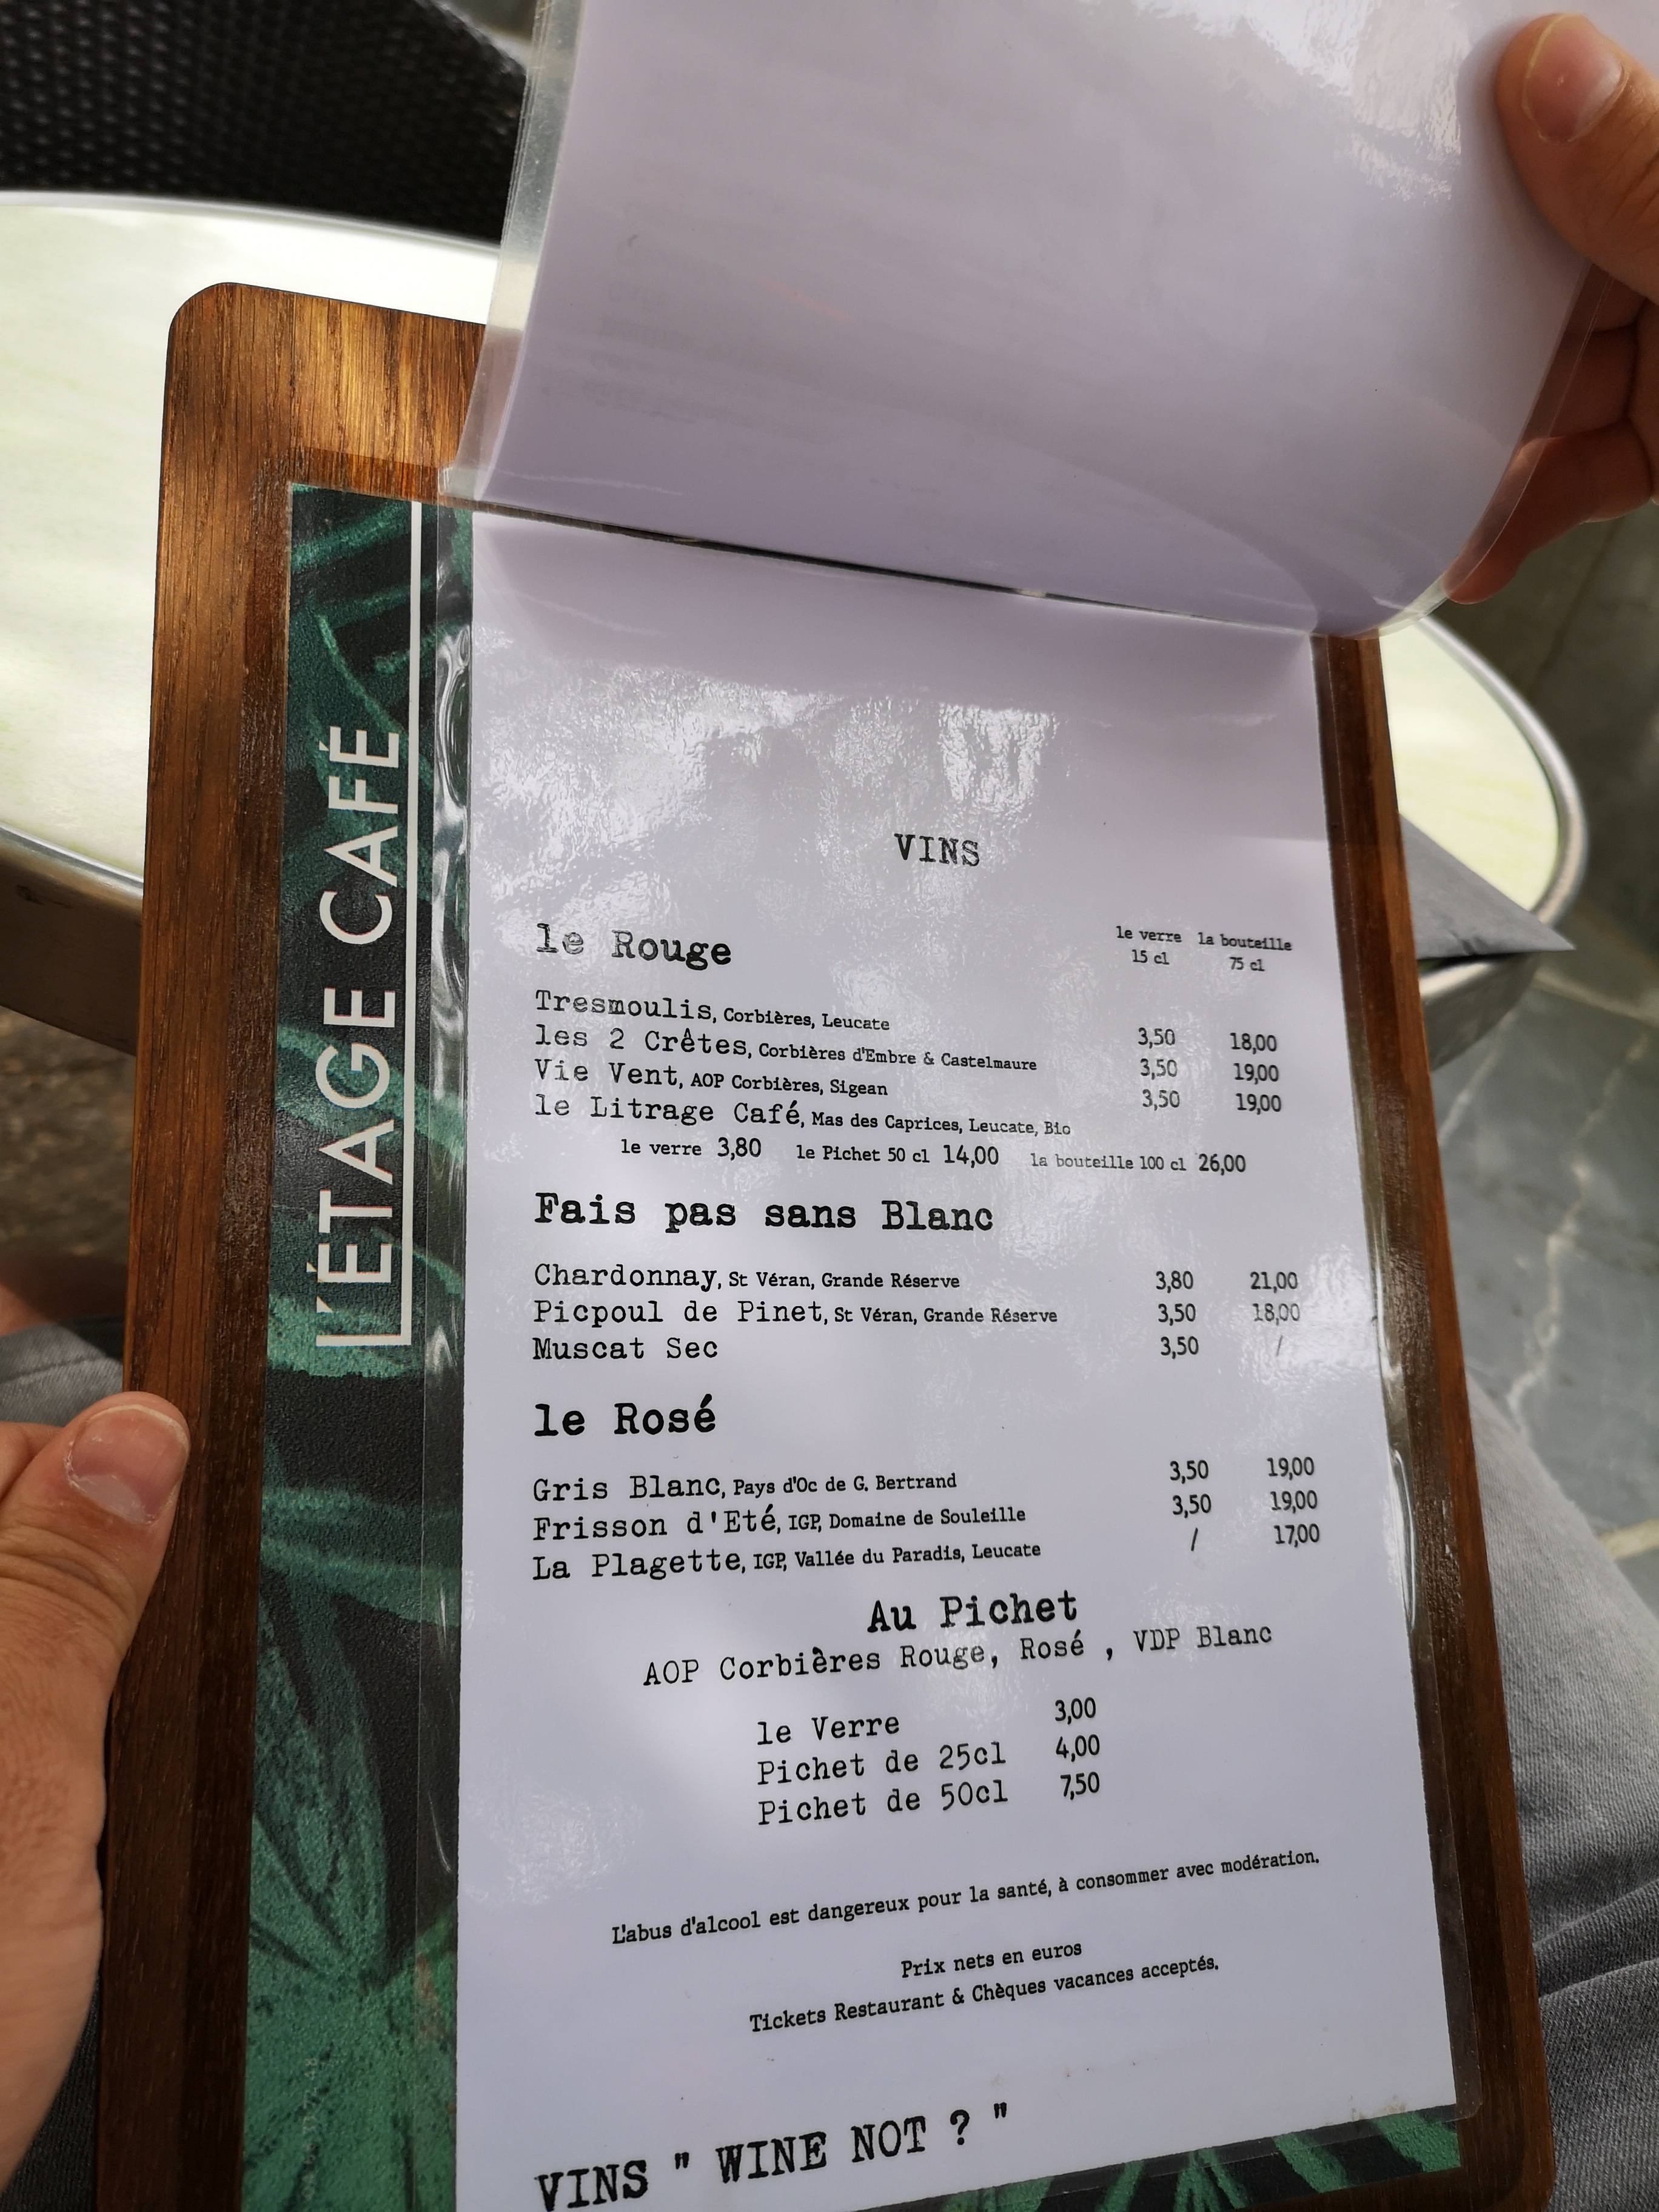 L'ÉTAGE CAFÉ
VINS
le Rouge
le verre la bouteille
15 cl 75 cl
Tresmoulis, Corbières, Leucate 3,50 18,00
les 2 Crêtes, Corbières d'Embre & Castelmaure 3,50 19,00
Vie Vent, AOP Corbières, Sigean 3,50 19,00
le Litrage Café, Mas des Caprices, Leucate, Bio
le verre 3,80 le Pichet 50 cl 14,00 la bouteille 100 cl 26,00
Fais pas sans Blanc
Chardonnay, St Véran, Grande Réserve 3,80 21,00
Picpoul de Pinet, St Véran, Grande Réserve 3,50 18,00
Muscat Sec 3,50 /
le Rosé
Gris Blanc, Pays d'Oc de G. Bertrand 3,50 19,00
Frisson d'Eté, IGP, Domaine de Souleille 3,50 19,00
La Plagette, IGP, Vallée du Paradis, Leucate / 17,00
Au Pichet
AOP Corbières Rouge, Rosé , VDP Blanc
le Verre 3,00
Pichet de 25cl 4,00
Pichet de 50cl 7,50
L'abus d'alcool est dangereux pour la santé, à consommer avec modération.
Prix nets en euros
Tickets Restaurant & Chèques vacances acceptés.
VINS " WINE NOT ? "